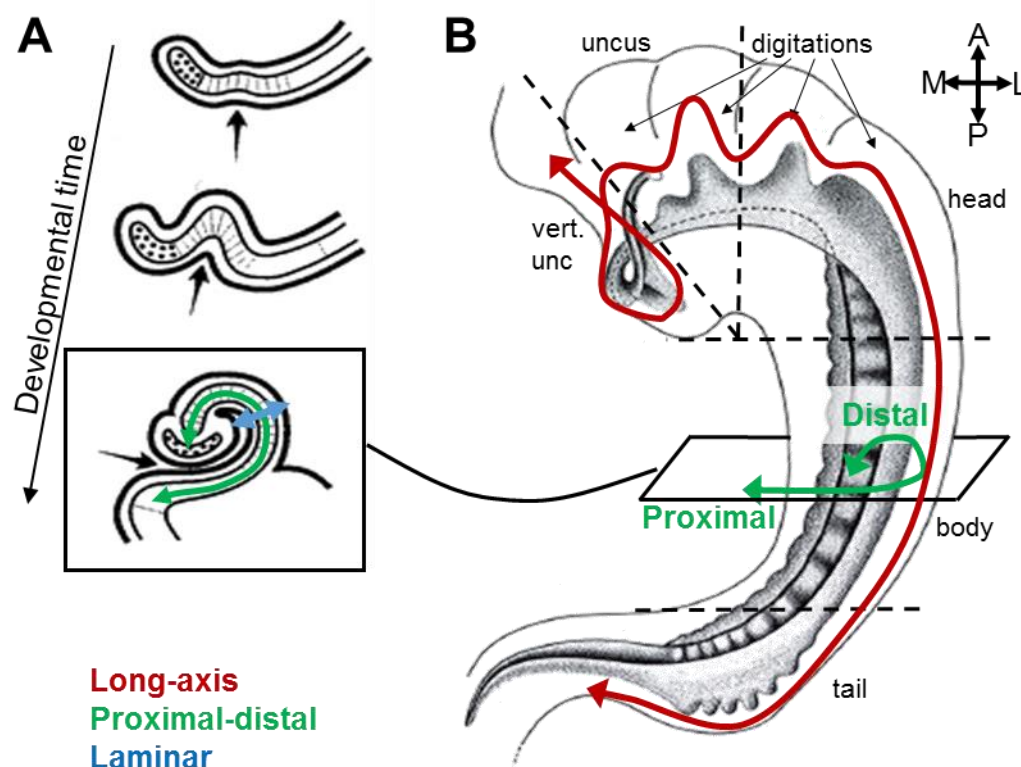 A
B
Developmental time
uncus
digitations
A
M
L
P
head
vert.
unc
Distal
Proximal
body
tail
Long-axis
Proximal-distal
Laminar